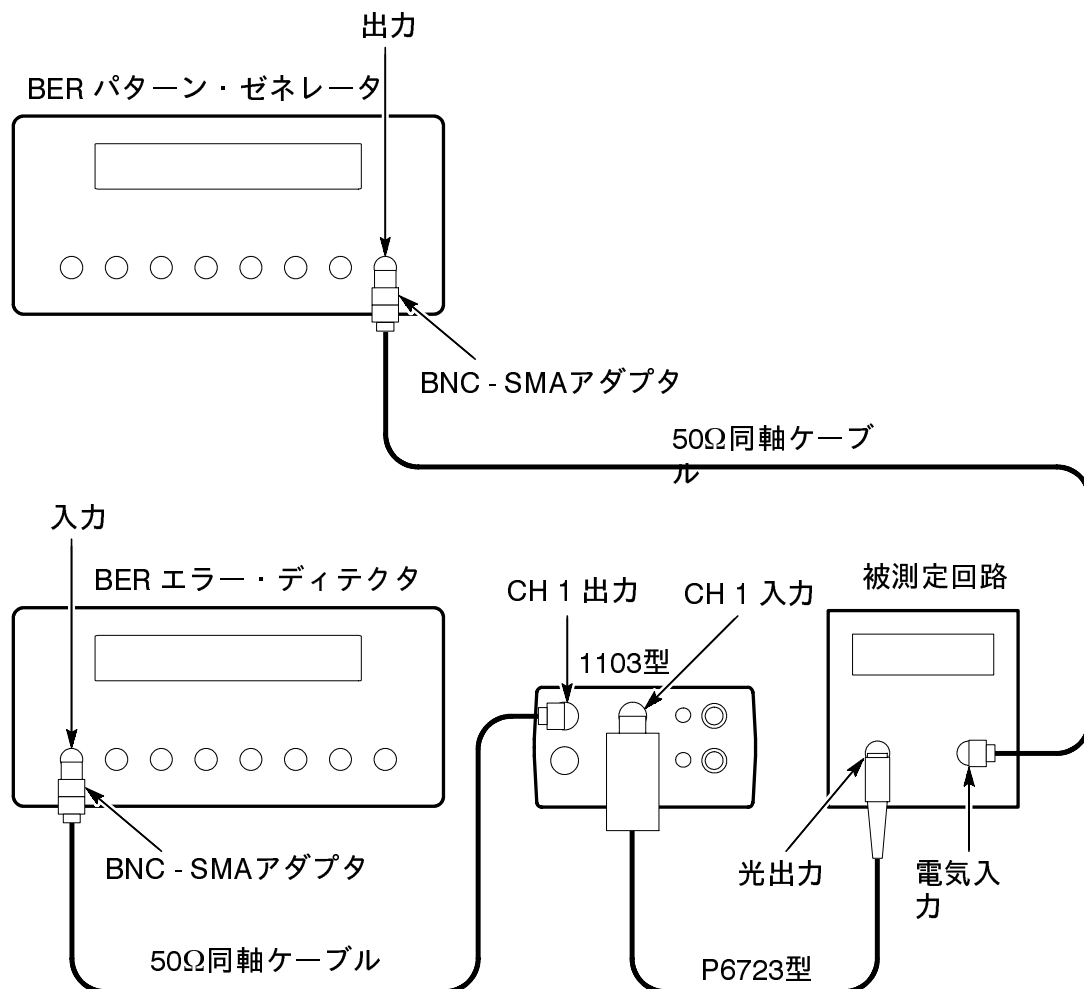 出力
BER パターン・ゼネレータ
BNC - SMAアダプタ
50Ω同軸ケーブ
ル
入力
BER エラー・ディテクタ
CH 1 出力
CH 1 入力
被測定回路
1103型
BNC - SMAアダプタ
光出力
電気入
力
50Ω同軸ケーブル
P6723型